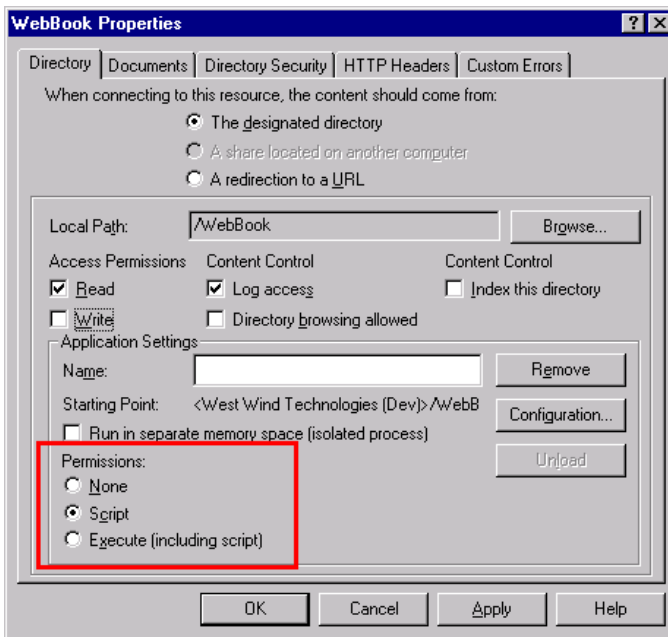 WebBook Properties
Directory Documents Directory Security HTTP Headers Custom Errors
When connecting to this resource, the content should come from:
The designated directory
A share located on another computer
A redirection to a URL
Local Path: /WebBook Browse...
Access Permissions Content Control Content Control
Read Log access Index this directory
Write Directory browsing allowed
Application Settings
Name: Remove
Starting Point: <West Wind Technologies (Dev)>/WebB Configuration...
Run in separate memory space (isolated process)
Permissions: Unload
None
Script
Execute (including script)
OK Cancel Apply Help